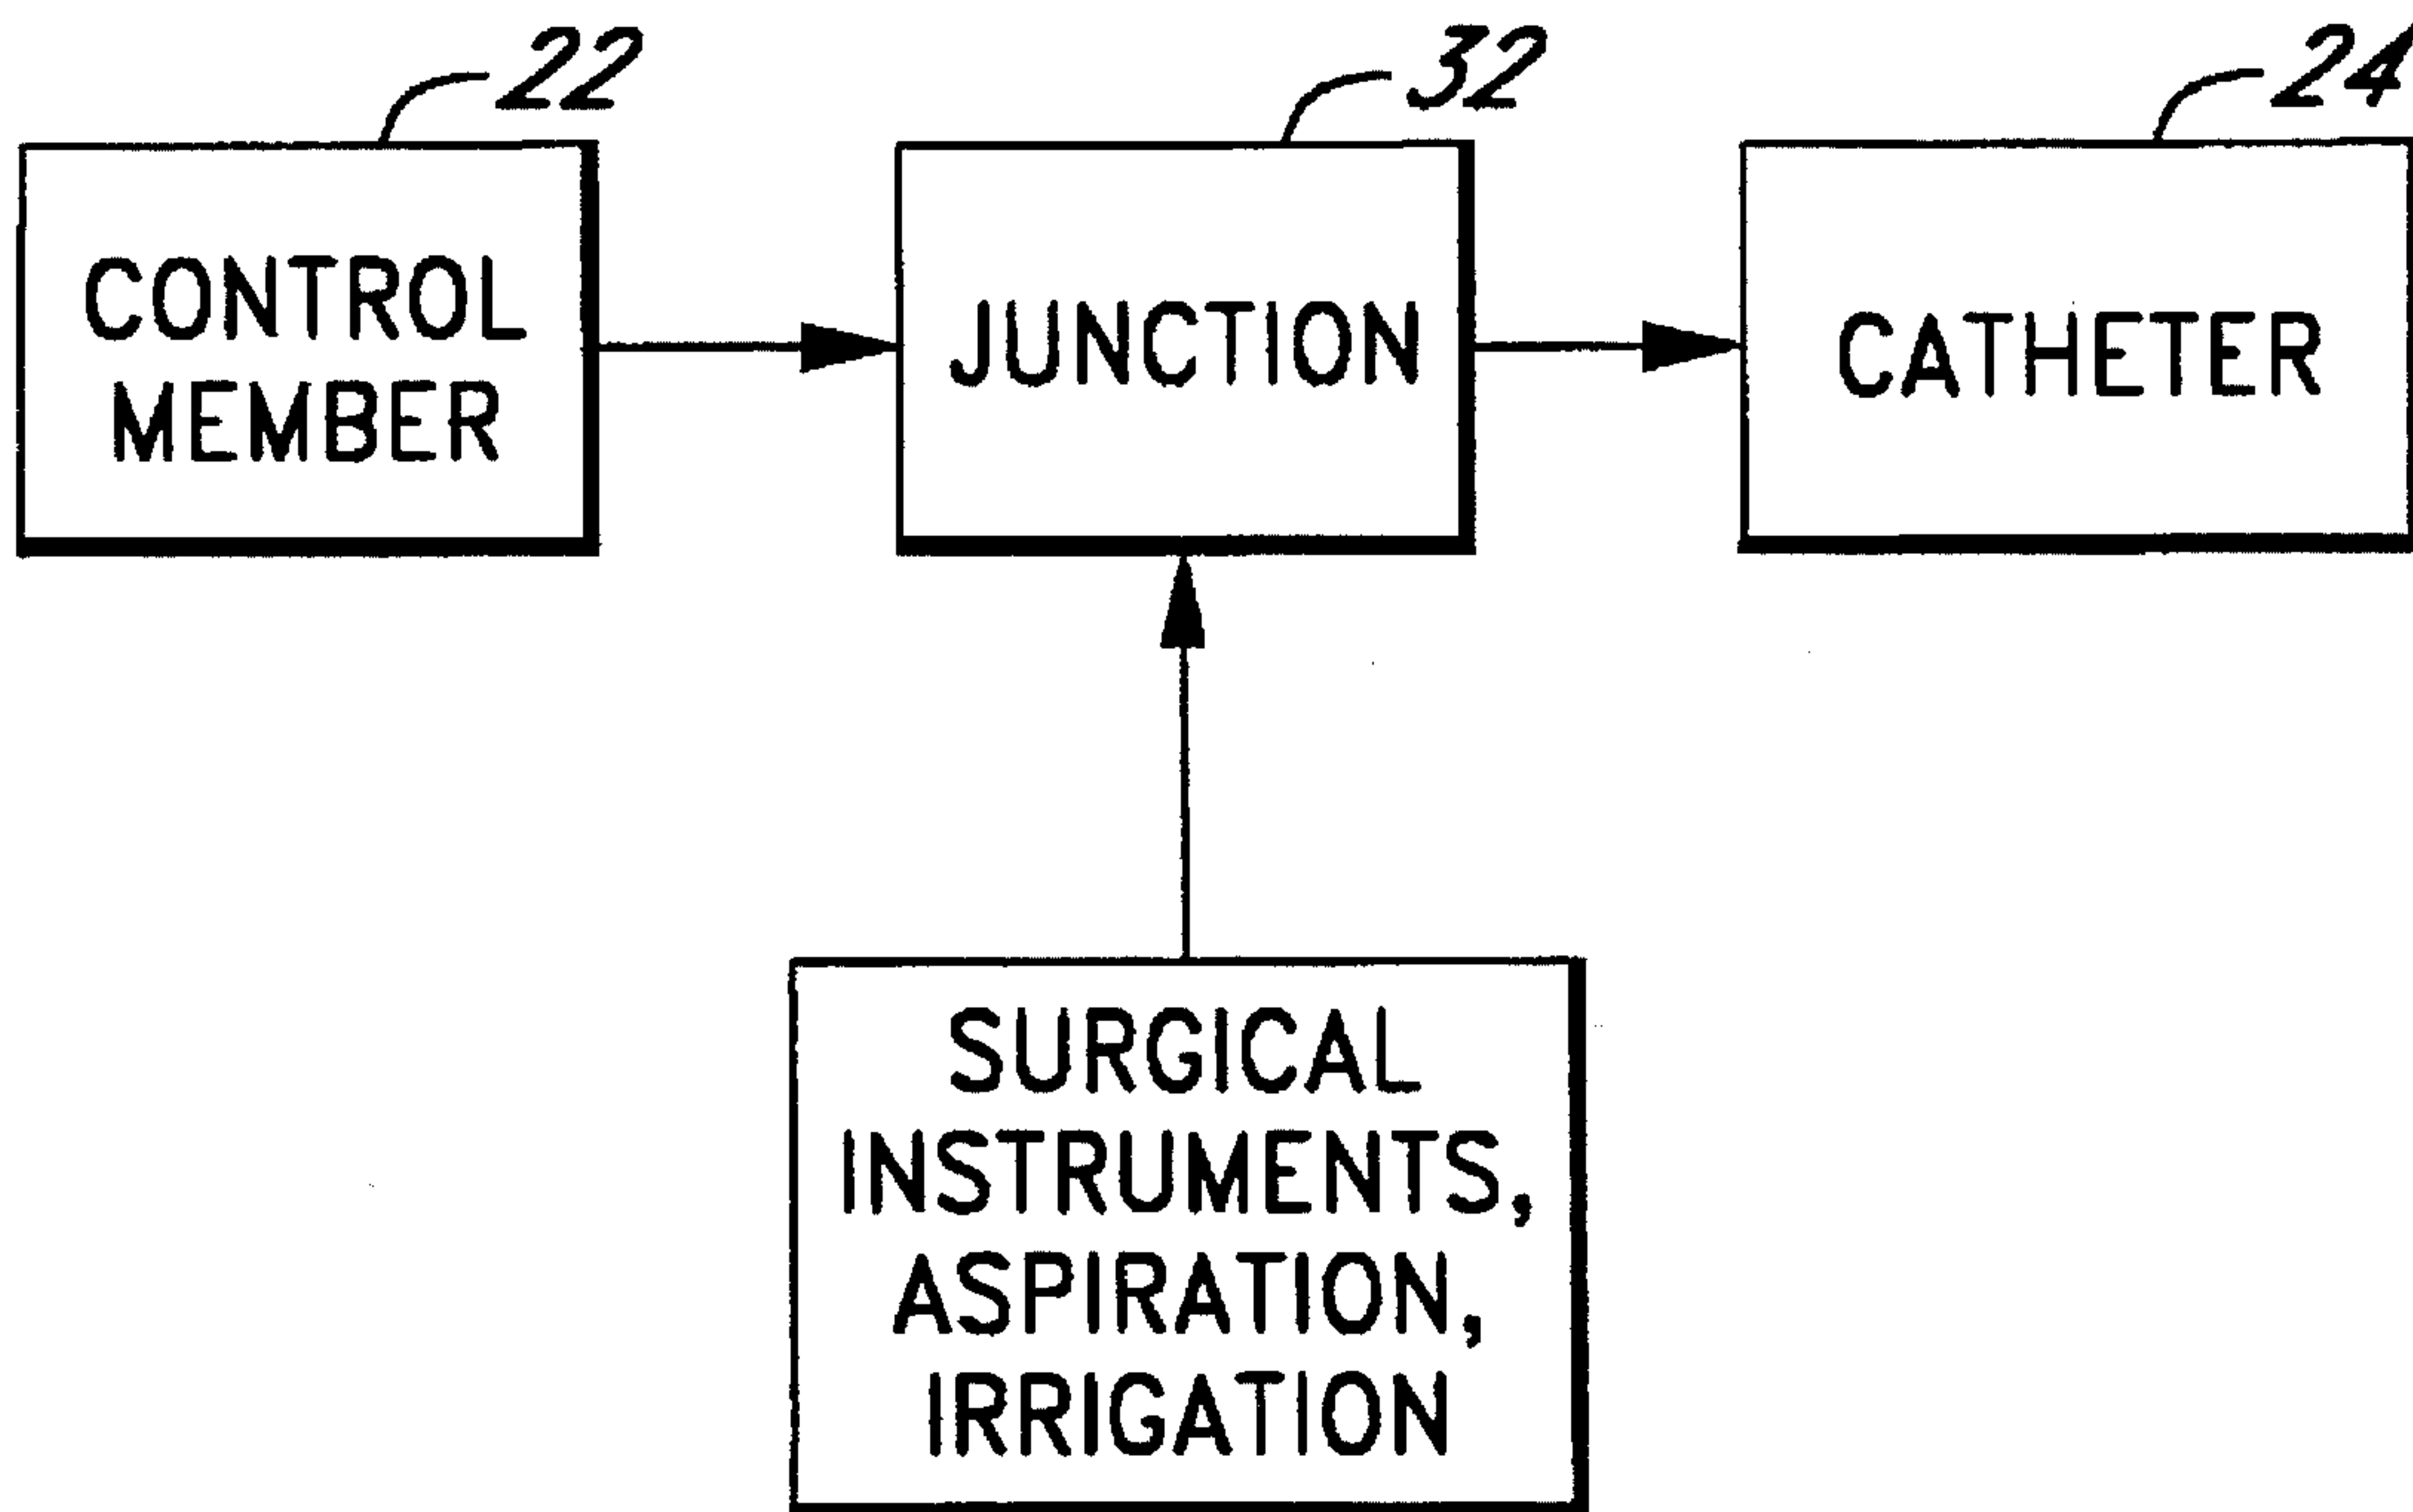 22
32
24
CONTROL
MEMBER
JUNCTION
CATHETER
SURGICAL
INSTRUMENTS,
ASPIRATION,
IRRIGATION